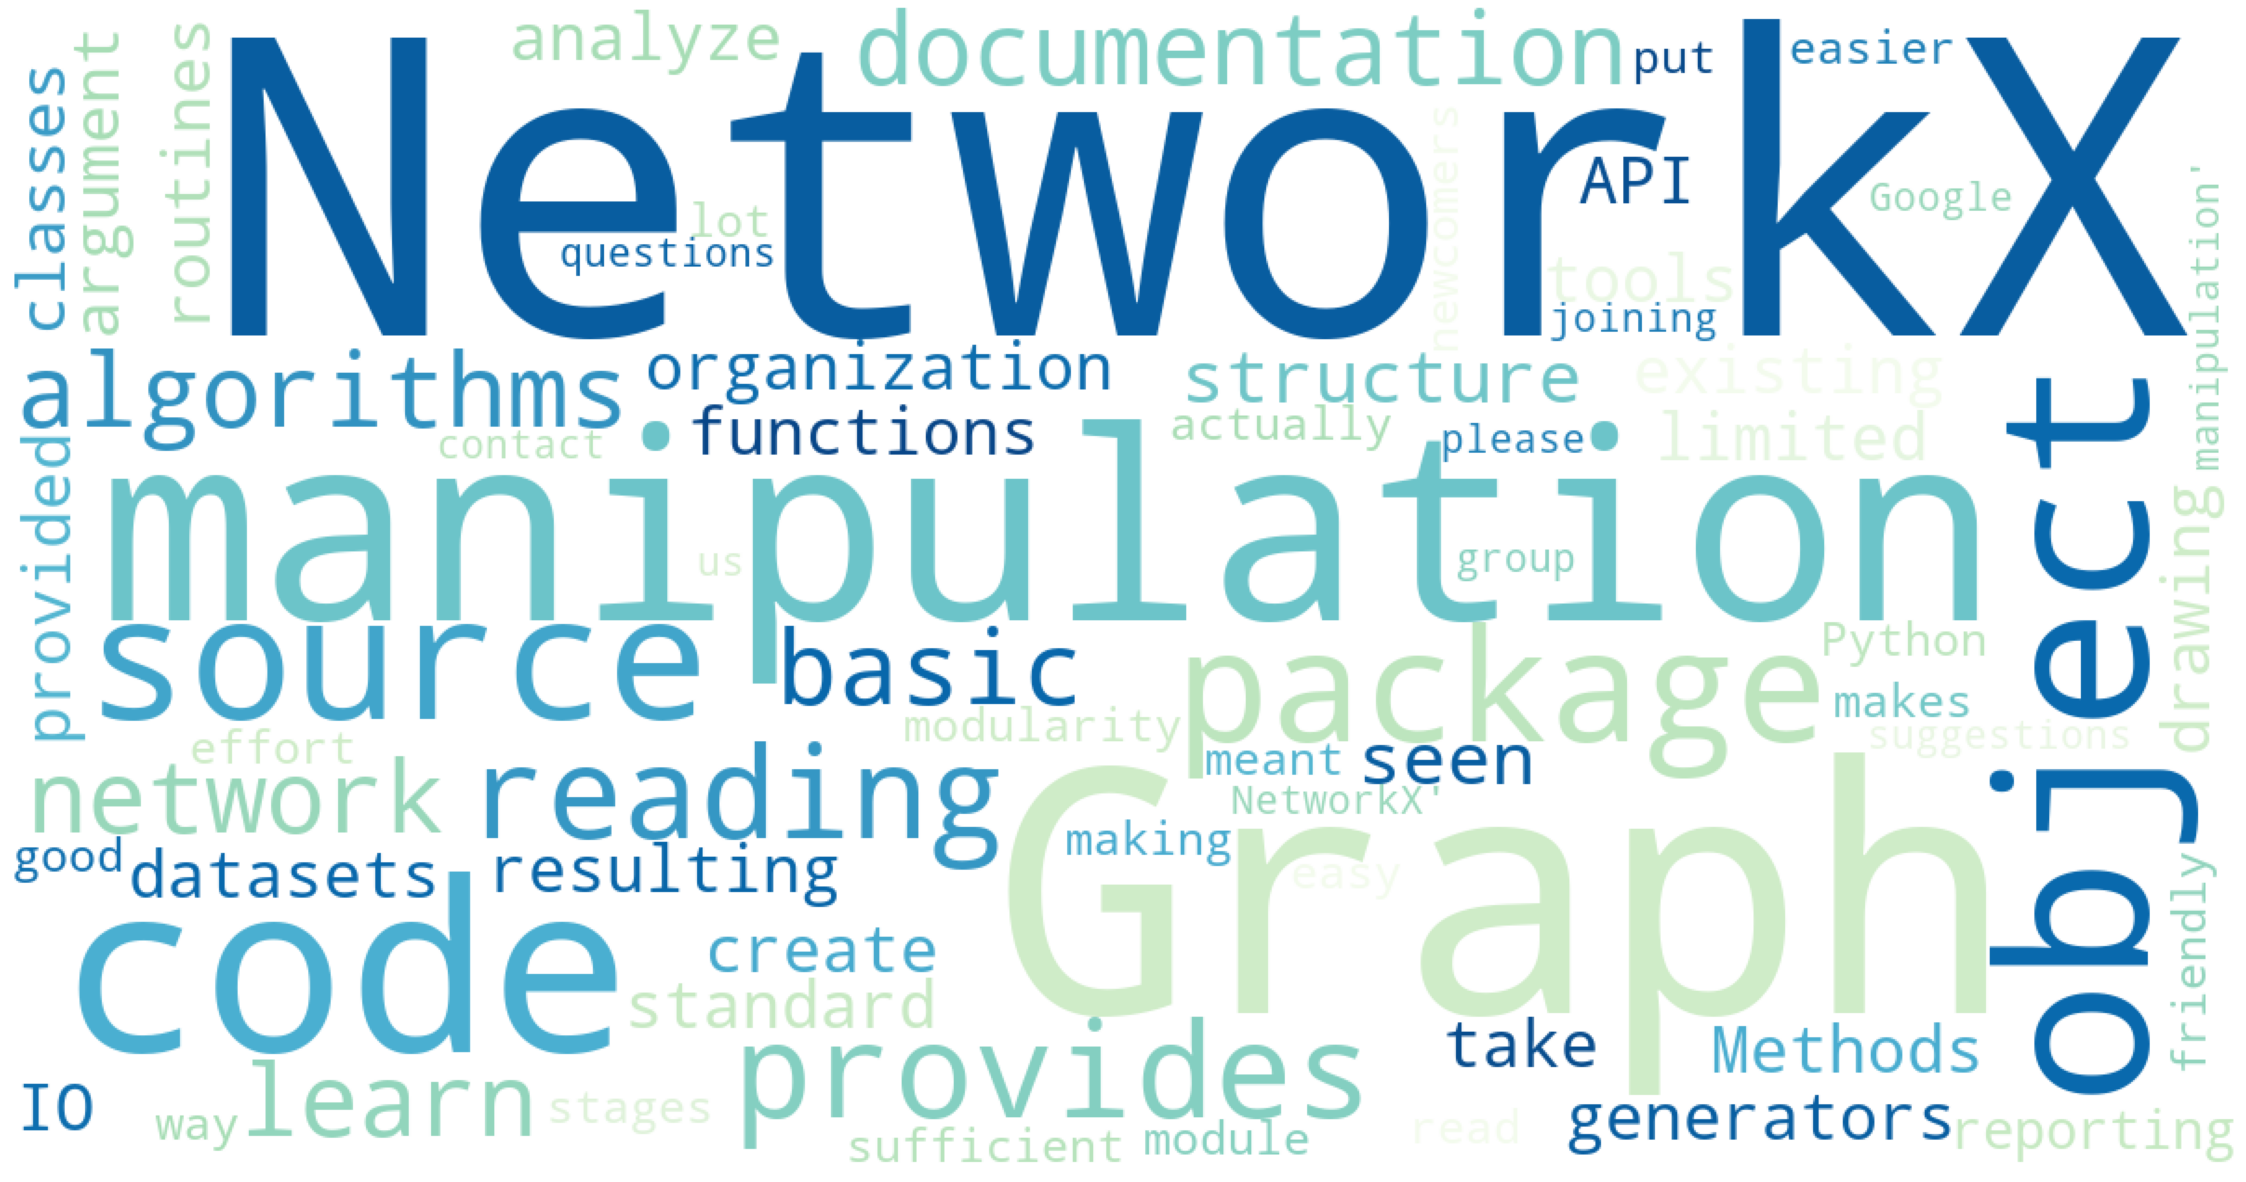 analyze
documentation
put
easier
classes
argument
routines
NetworkX
API
Google
lot
questions
newcomers
tools
joining
manipulation'
algorithms
organization
structure
existing
functions
actually
please
limited
contact
manipulation
object
provided
us
group
drawing
source
basic
package
Python
makes
modularity
suggestions
effort
network
reading
meant
seen
NetworkX'
making
Graph
good
datasets
resulting
easy
friendly
code
create
standard
provides
take
Methods
IO
way
learn
stages
sufficient
module
read
generators
reporting